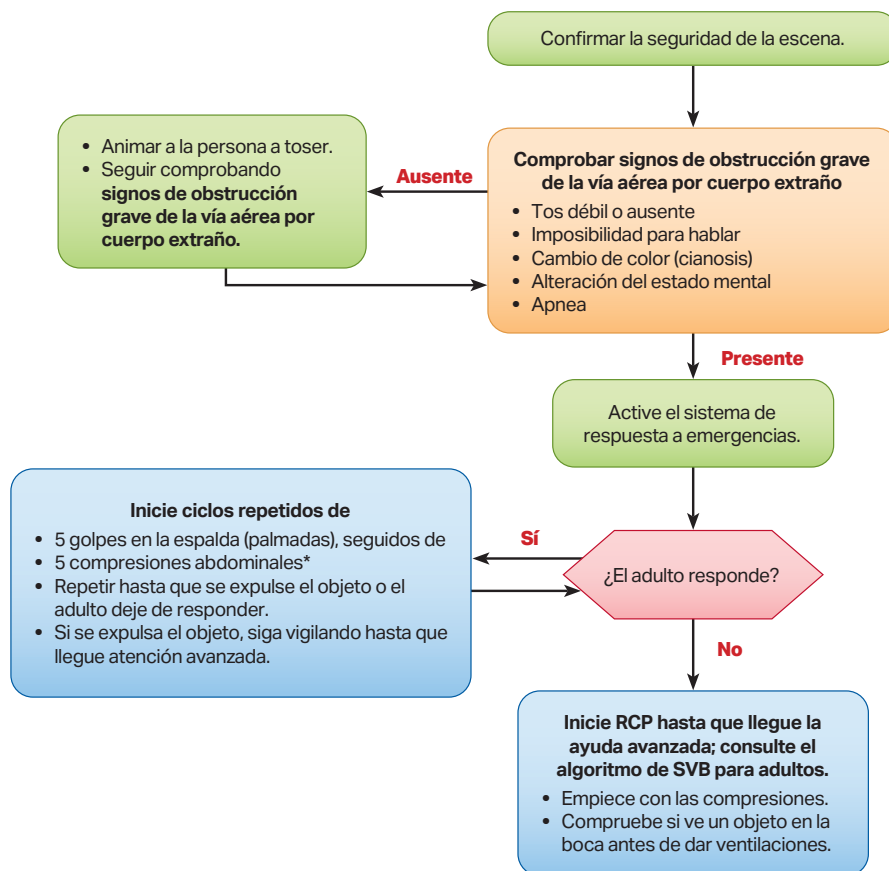 Confirmar la seguridad de la escena.
• Animar a la persona a toser.
• Seguir comprobando
signos de obstrucción
grave de la vía aérea por
cuerpo extraño.
Ausente
Comprobar signos de obstrucción grave
de la vía aérea por cuerpo extraño
• Tos débil o ausente
• Imposibilidad para hablar
• Cambio de color (cianosis)
• Alteración del estado mental
• Apnea
Presente
Active el sistema de
respuesta a emergencias.
Inicie ciclos repetidos de
• 5 golpes en la espalda (palmadas), seguidos de
• 5 compresiones abdominales*
• Repetir hasta que se expulse el objeto o el
adulto deje de responder.
• Si se expulsa el objeto, siga vigilando hasta que
llegue atención avanzada.
Sí
¿El adulto responde?
No
Inicie RCP hasta que llegue la
ayuda avanzada; consulte el
algoritmo de SVB para adultos.
• Empiece con las compresiones.
• Compruebe si ve un objeto en la
boca antes de dar ventilaciones.